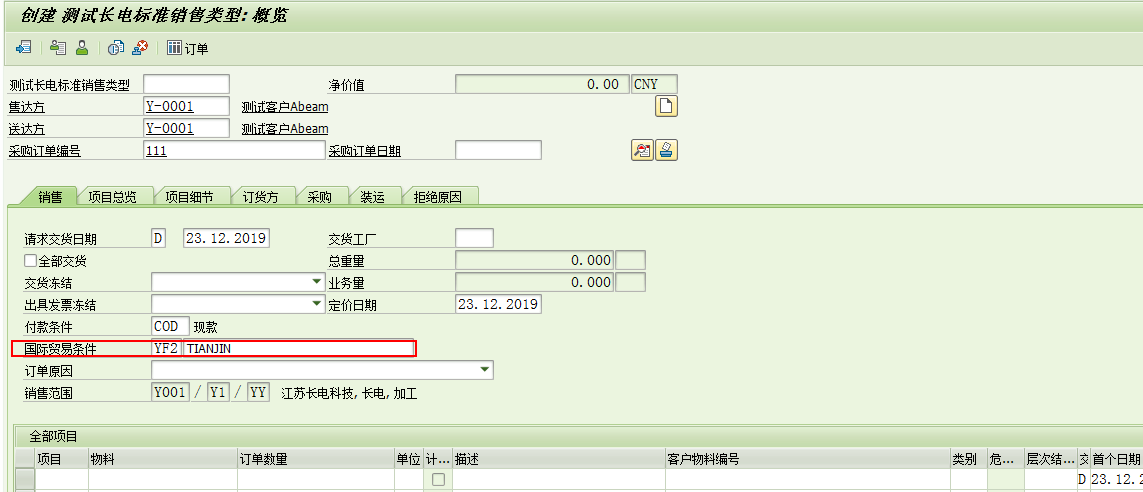 创建 测试长电标准销售类型: 概览
订单
测试长电标准销售类型 净价值 0.00 CNY
售达方 Y-0001 测试客户Abeam
送达方 Y-0001 测试客户Abeam
采购订单编号 111 采购订单日期
销售 项目总览 项目细节 订货方 采购 装运 拒绝原因
请求交货日期 D 23.12.2019 交货工厂
全部交货 总重量 0.000
交货冻结 业务量 0.000
出具发票冻结 定价日期 23.12.2019
付款条件 COD 现款
国际贸易条件 YF2 TIANJIN
订单原因
销售范围 Y001 / Y1 / YY 江苏长电科技, 长电, 加工
全部项目
项目 物料 订单数量 单位 计... 描述 客户物料编号 类别 危... 层次结... 交 首个日期
D 23.12.2